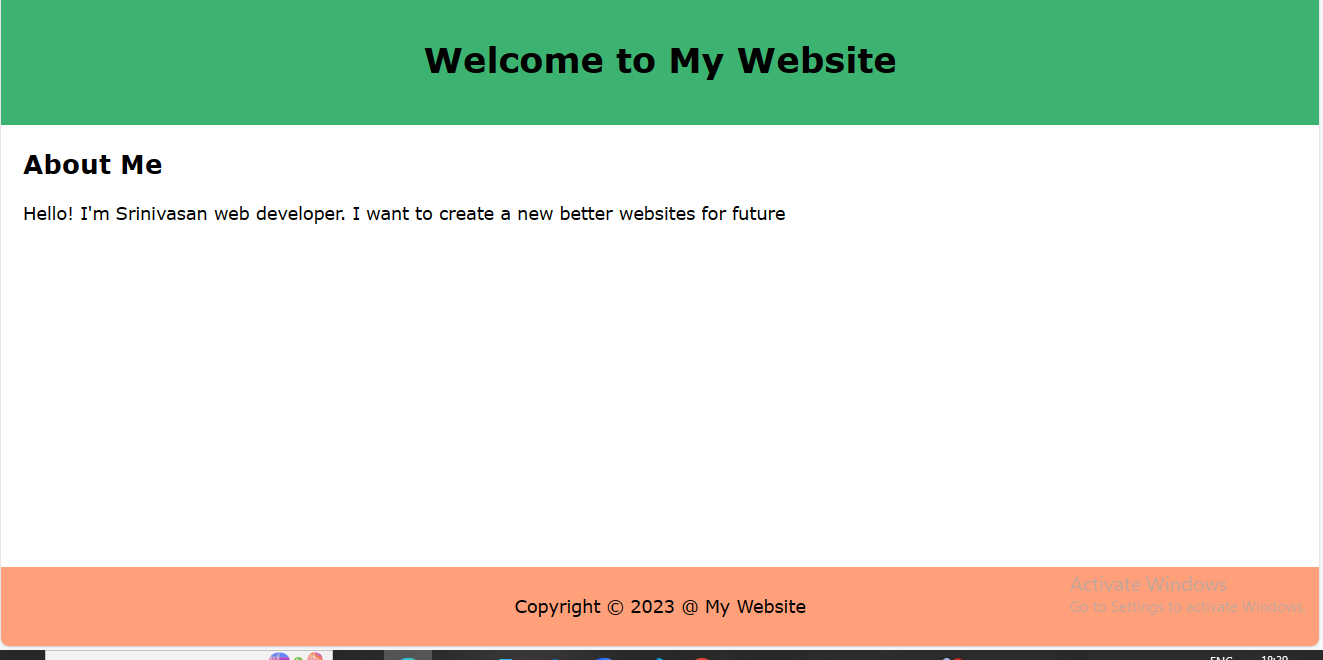 Welcome to My Website
About Me
Hello! I'm Srinivasan web developer. I want to create a new better websites for future
Activate Windows
Go to Settings to activate Windows.
Copyright © 2023 @ My Website